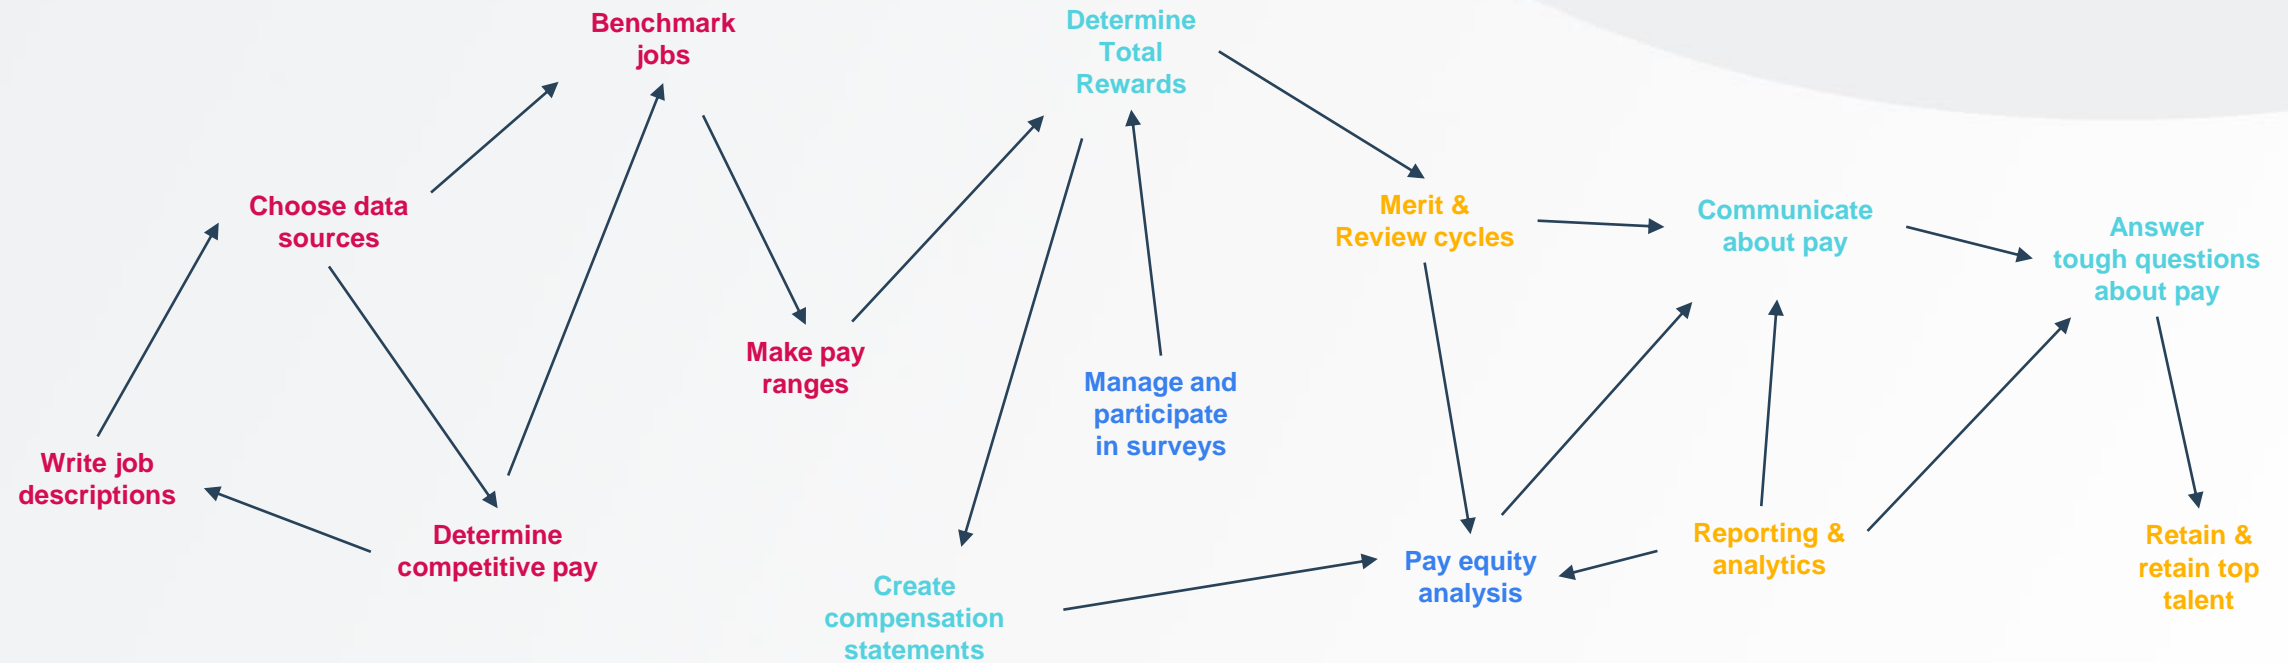 Benchmark
jobs
Determine
Total
Rewards
Choose data
sources
Merit &
Review cycles
Communicate
about pay
Answer
tough questions
about pay
Make pay
ranges
Manage and
participate
in surveys
Write job
descriptions
Determine
competitive pay
Create
compensation
statements
Pay equity
analysis
Reporting &
analytics
Retain &
retain top
talent